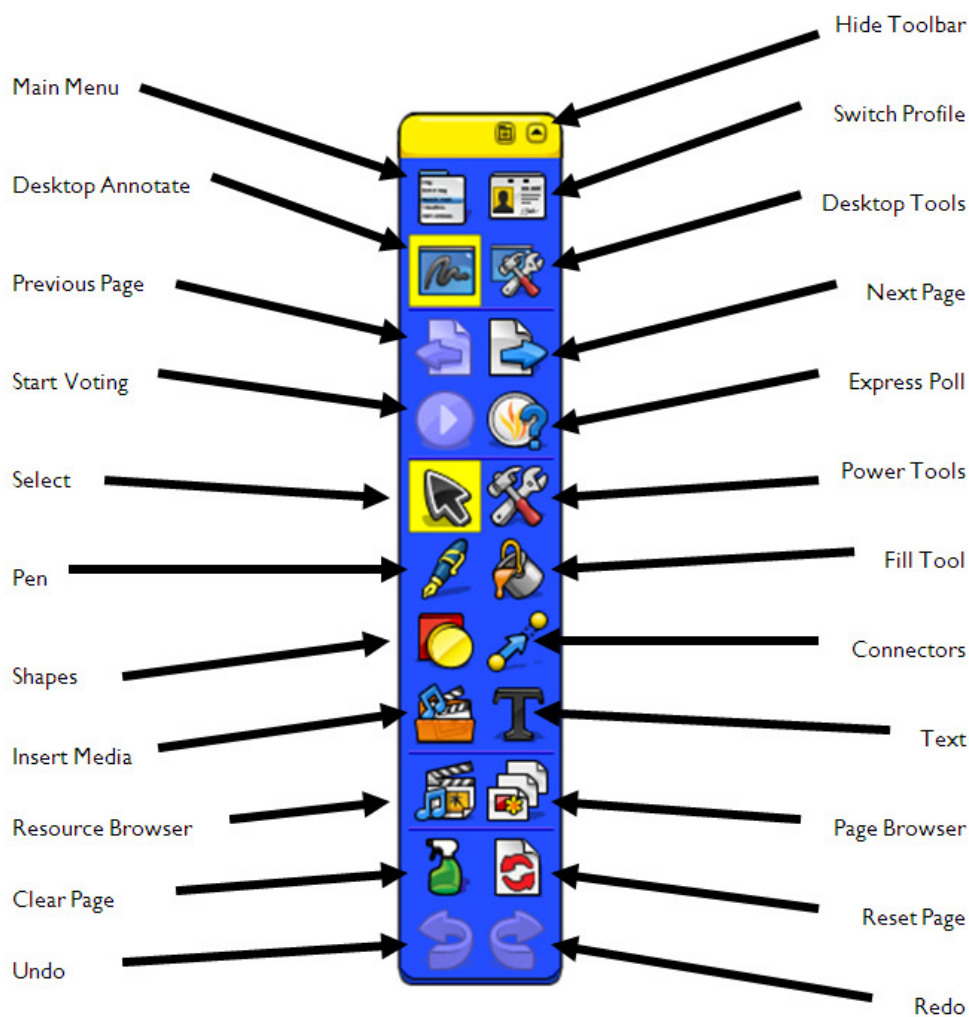 Hide Toolbar
Main Menu
Switch Profile
Desktop Annotate
Desktop Tools
Previous Page
Next Page
Start Voting
Express Poll
Select
Power Tools
Pen
Fill Tool
Shapes
Connectors
Insert Media
Text
Resource Browser
Page Browser
Clear Page
Reset Page
Undo
Redo